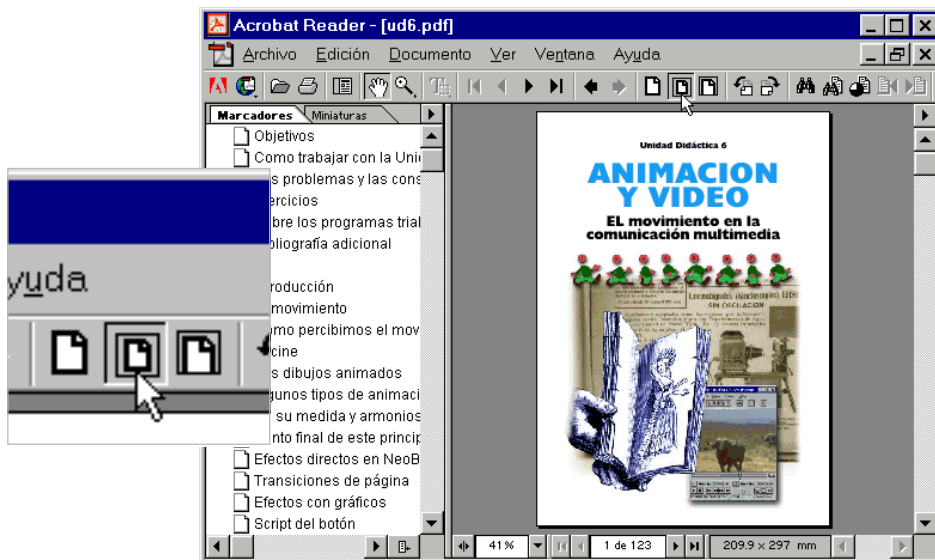 Acrobat Reader - [ud6.pdf]
Archivo Edición Documento Ver Ventana Ayuda
Marcadores Miniaturas
Objetivos
Como trabajar con la Uni
s problemas y las cons
ercicios
bre los programas trial
bliografía adicional
roducción
movimiento
mo percibimos el mov
cine
s dibujos animados
gunos tipos de animaci
su medida y armonios
nto final de este princip
Efectos directos en NeoB
Transiciones de página
Efectos con gráficos
Script del botón
yuda
Unidad Didáctica 6
ANIMACION
Y VIDEO
EL movimiento en la
comunicación multimedia
SIN OSCILACION
41%
1 de 123
209.9 × 297 mm